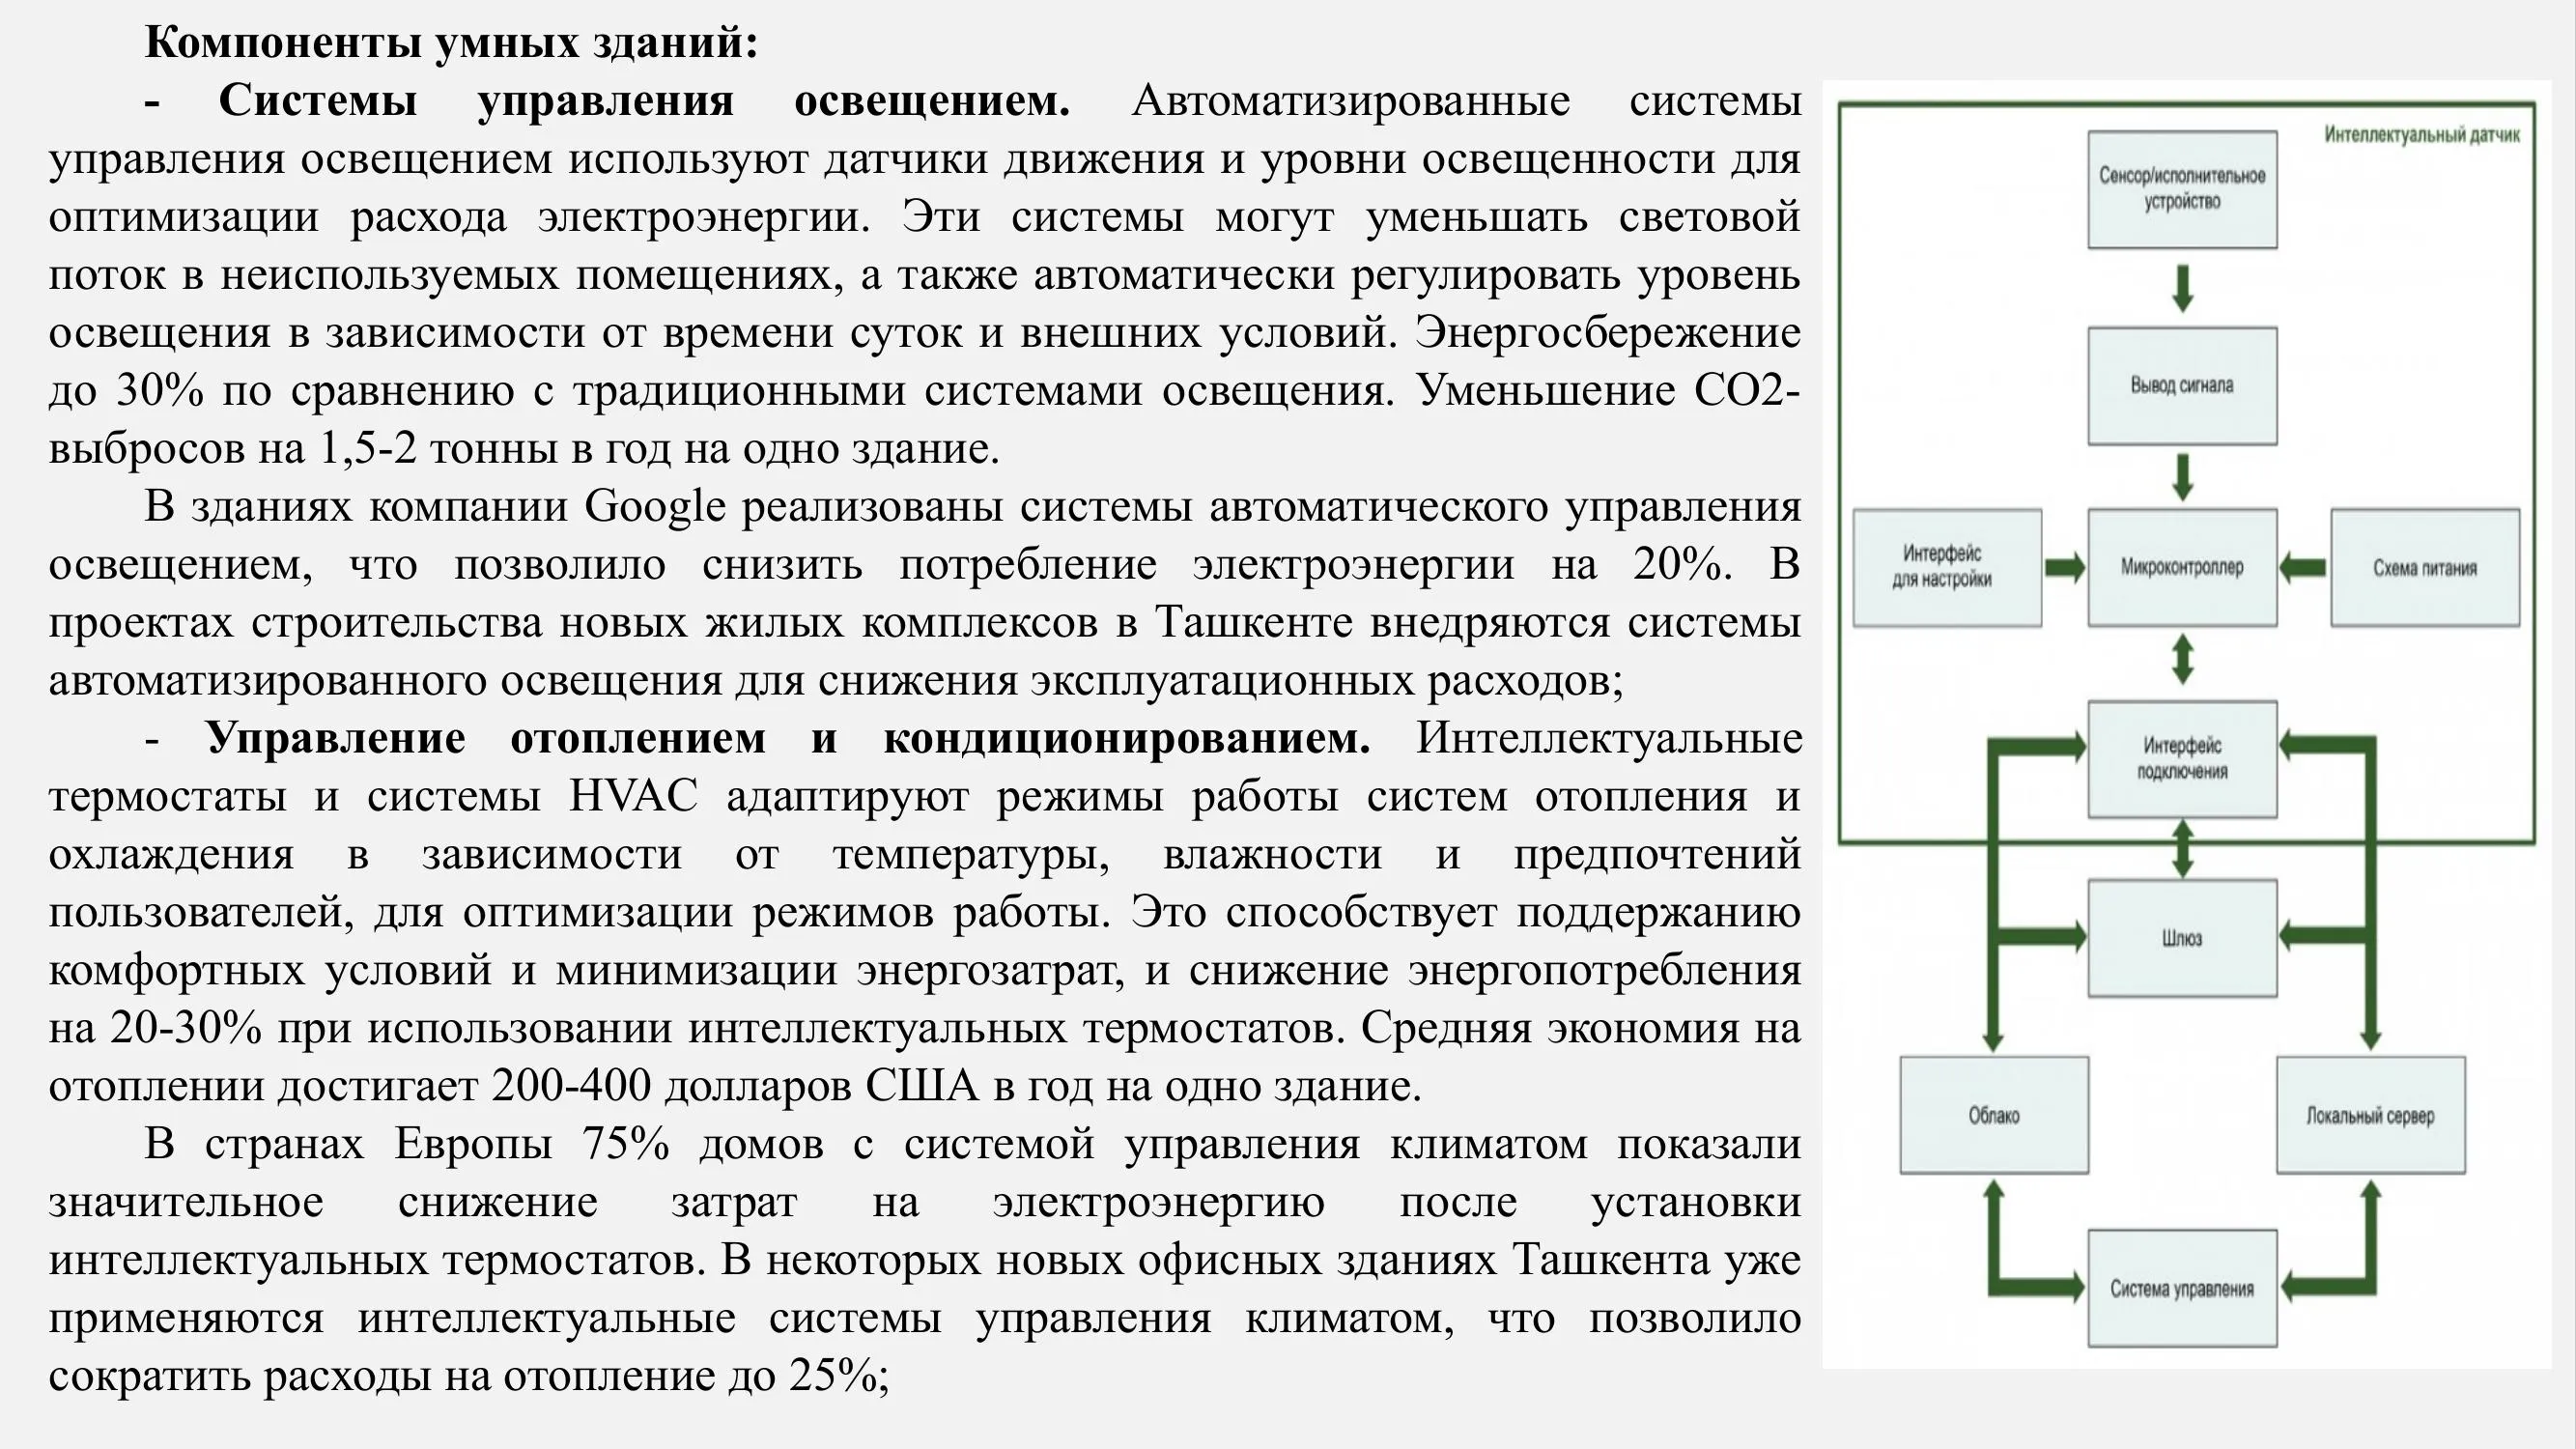 Компоненты умных зданий:
- Системы управления освещением. Автоматизированные системы
управления освещением используют датчики движения и уровни освещенности для
оптимизации расхода электроэнергии. Эти системы могут уменьшать световой
поток в неиспользуемых помещениях, а также автоматически регулировать уровень
освещения в зависимости от времени суток и внешних условий. Энергосбережение
до 30% по сравнению с традиционными системами освещения. Уменьшение СО2-
выбросов на 1,5-2 тонны в год на одно здание.
В зданиях компании Google реализованы системы автоматического управления
освещением, что позволило снизить потребление электроэнергии на 20%. В
проектах строительства новых жилых комплексов в Ташкенте внедряются системы
автоматизированного освещения для снижения эксплуатационных расходов;
- Управление отоплением и кондиционированием. Интеллектуальные
термостаты и системы HVAC адаптируют режимы работы систем отопления и
охлаждения в зависимости от температуры, влажности и предпочтений
пользователей, для оптимизации режимов работы. Это способствует поддержанию
комфортных условий и минимизации энергозатрат, и снижение энергопотребления
на 20-30% при использовании интеллектуальных термостатов. Средняя экономия на
отоплении достигает 200-400 долларов США в год на одно здание.
В странах Европы 75% домов с системой управления климатом показали
значительное снижение затрат на электроэнергию после установки
интеллектуальных термостатов. В некоторых новых офисных зданиях Ташкента уже
применяются интеллектуальные системы управления климатом, что позволило
сократить расходы на отопление до 25%;
Интеллектуальный датчик
Сенсор/исполнительное
устройство
Вывод сигнала
Интерфейс
для настройки
Микроконтроллер
Схема питания
Интерфейс
подключения
Шлюз
Облако
Локальный сервер
Система управления